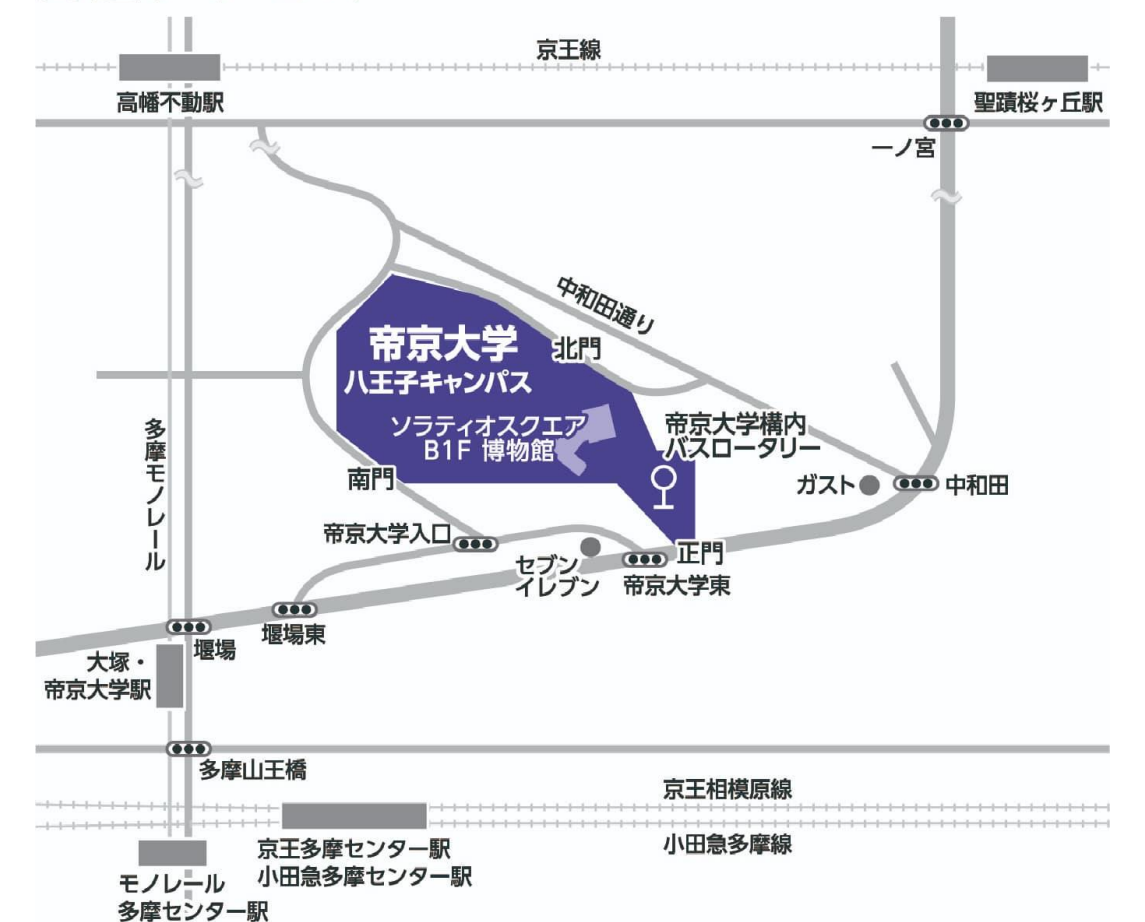 京王線
高幡不動駅
聖蹟桜ヶ丘駅
一ノ宮
中和田通り
帝京大学
北門
八王子キャンパス
ソラティオスクエア
B1F 博物館
帝京大学構内
バスロータリー
多摩モノレール
南門
ガスト
中和田
帝京大学入口
セブン
イレブン
正門
帝京大学東
堰場東
堰場
大塚・
帝京大学駅
多摩山王橋
京王相模原線
京王多摩センター駅
小田急多摩センター駅
小田急多摩線
モノレール
多摩センター駅